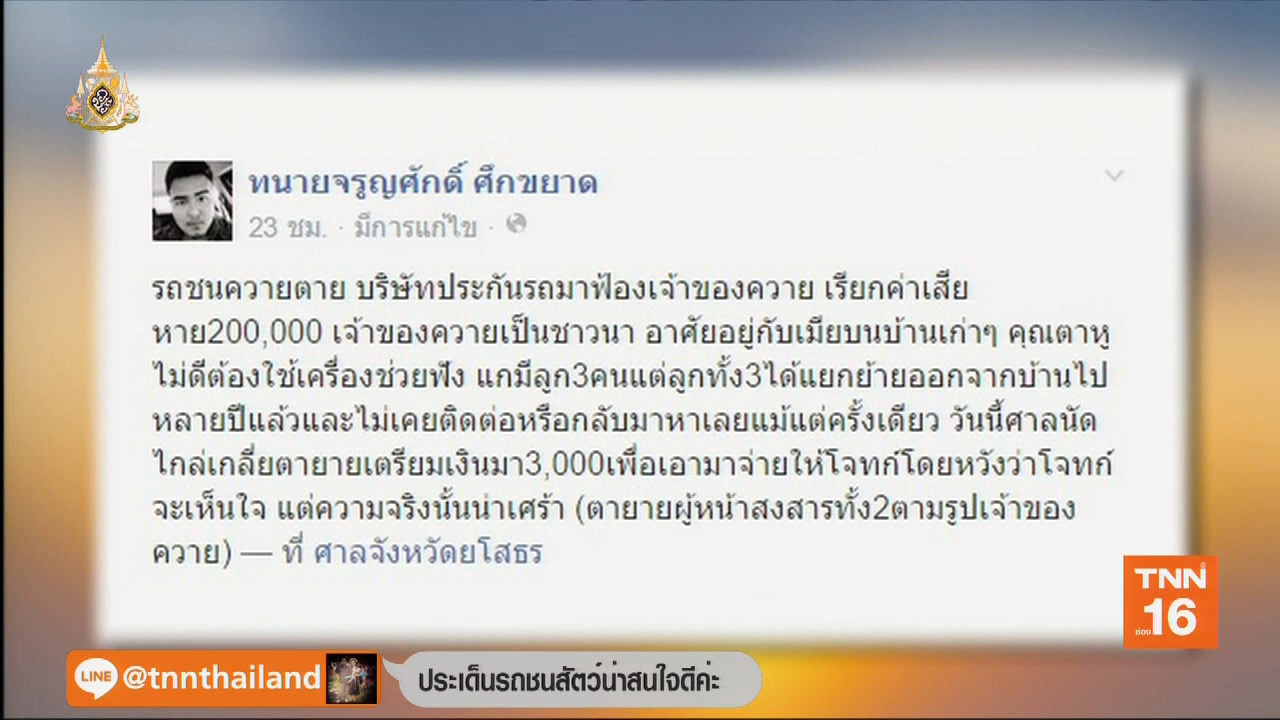 ทนายจรูญศักดิ์ ศึกขยาด
23 ชม. · มีการแก้ไข ·
รถชนควายตาย บริษัทประกันรถมาฟ้องเจ้าของควาย เรียกค่าเสีย
หาย200,000 เจ้าของควายเป็นชาวนา อาศัยอยู่กับเมียบนบ้านเก่าๆ คุณตาหู
ไม่ดีต้องใช้เครื่องช่วยฟัง แกมีลูก3คนแต่ลูกทั้ง3ได้แยกย้ายออกจากบ้านไป
หลายปีแล้วและไม่เคยติดต่อหรือกลับมาหาเลยแม้แต่ครั้งเดียว วันนี้ศาลนัด
ไกล่เกลี่ยตายายเตรียมเงินมา3,000เพื่อเอามาจ่ายให้โจทก์โดยหวังว่าโจทก์
จะเห็นใจ แต่ความจริงนั้นน่าเศร้า (ตายายผู้หน้าสงสารทั้ง2ตามรูปเจ้าของ
ควาย) — ที่ ศาลจังหวัดยโสธร
TNN
ช่อง 16
LINE @tnnthailand ประเด็นรถชนสัตว์น่าสนใจดีค่ะ